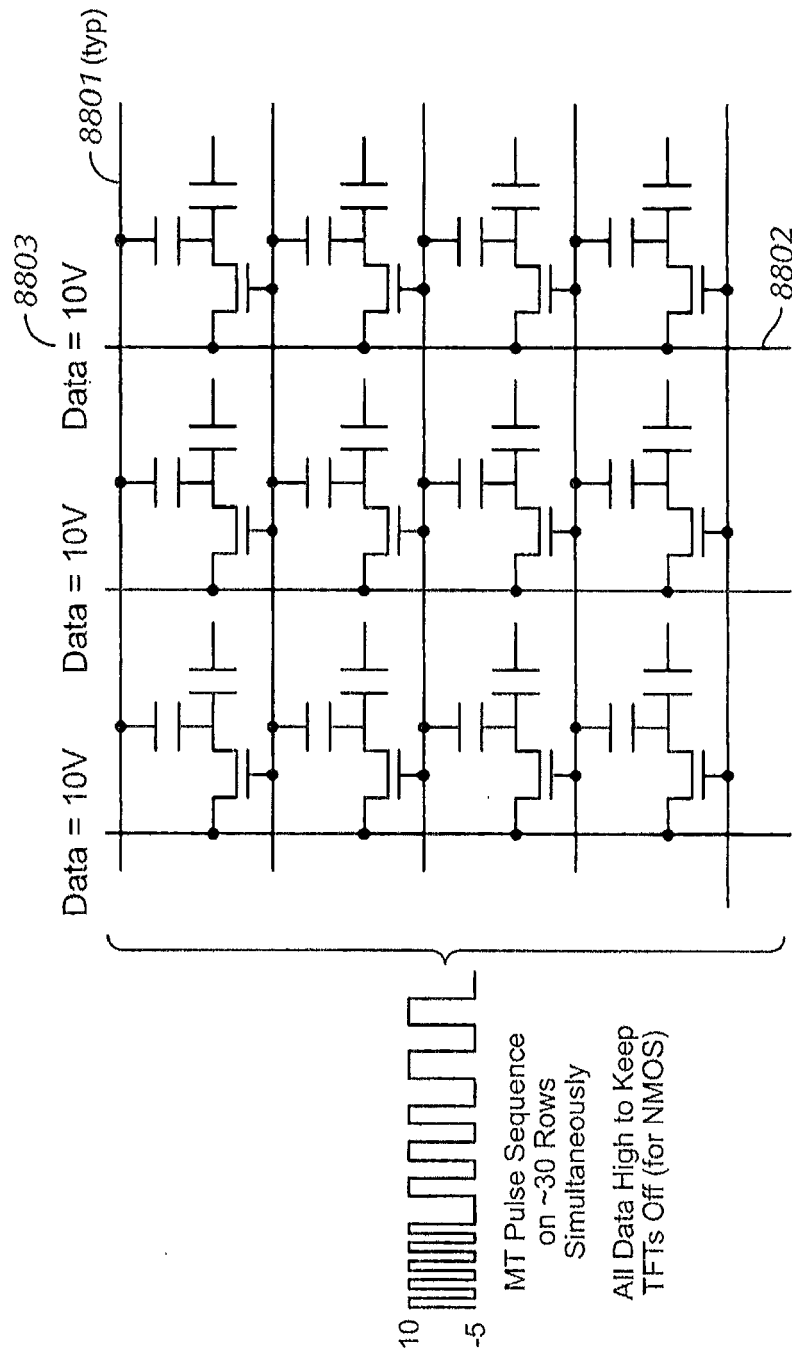 Data = 10V
Data = 10V
Data = 10V
8803
8801 (typ)
8802
10
-5
MT Pulse Sequence
on ~30 Rows
Simultaneously
All Data High to Keep
TFTs Off (for NMOS)